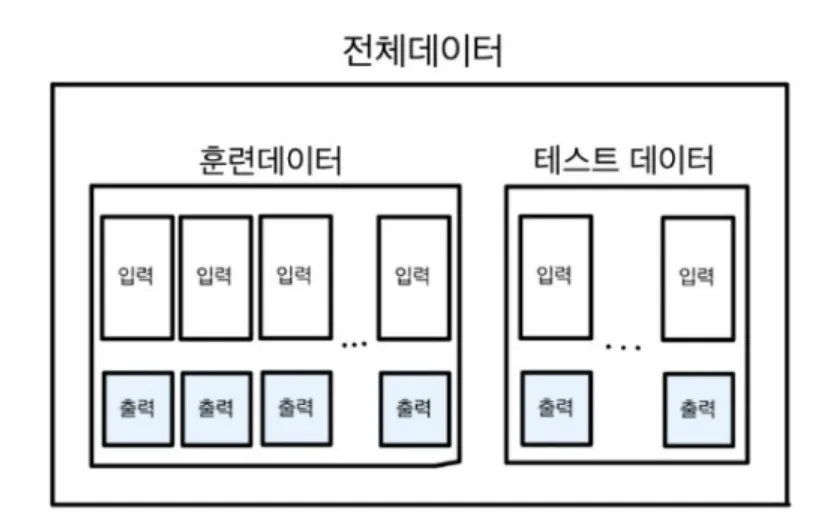 전체데이터
훈련데이터 테스트 데이터
입력 입력 입력 입력 입력 입력
... ...
출력 출력 출력 출력 출력 출력